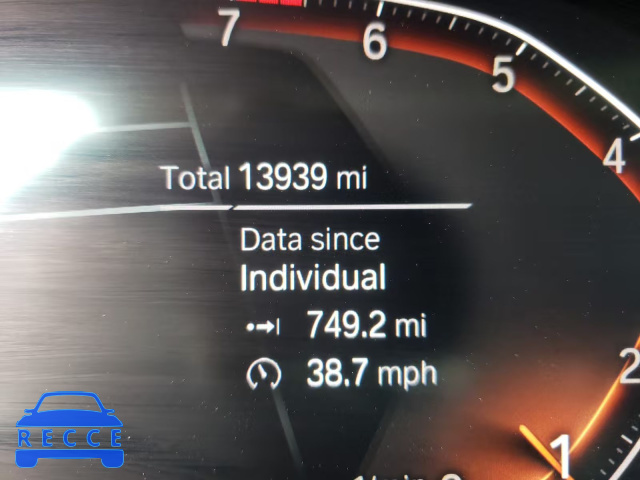 7
6
5
4
Total 13939 mi
Data since
Individual
749.2 mi
38.7 mph
2
1
RECCE